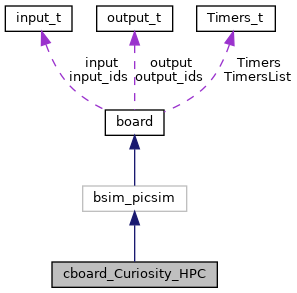 input_t
output_t
Timers_t
input
input_ids
output
output_ids
Timers
TimersList
board
bsim_picsim
cboard_Curiosity_HPC